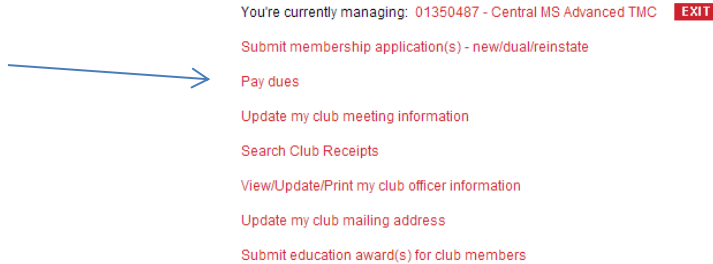 You're currently managing: 01350487 - Central MS Advanced TMC EXIT
Submit membership application(s) - new/dual/reinstate
Pay dues
Update my club meeting information
Search Club Receipts
View/Update/Print my club officer information
Update my club mailing address
Submit education award(s) for club members